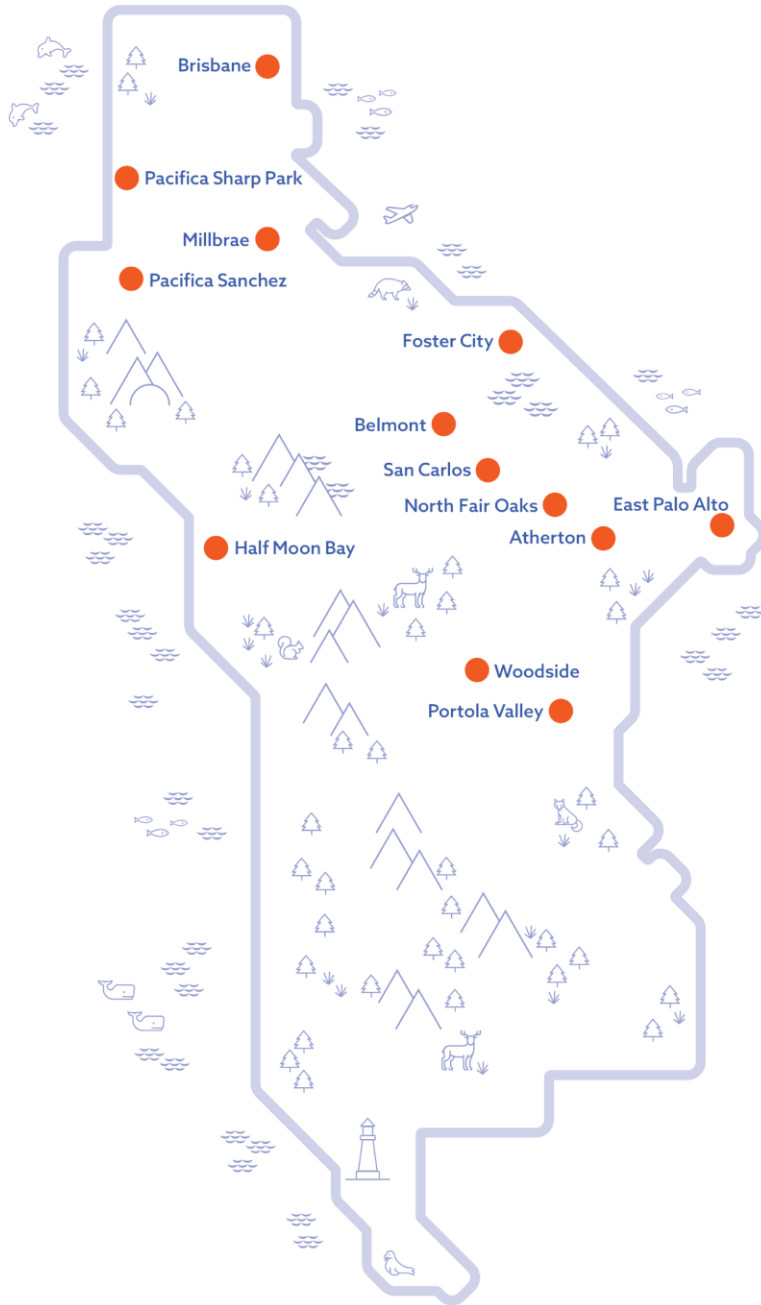 Brisbane
Pacifica Sharp Park
Millbrae
Pacifica Sanchez
Foster City
Belmont
San Carlos
North Fair Oaks
East Palo Alto
Atherton
Half Moon Bay
Woodside
Portola Valley